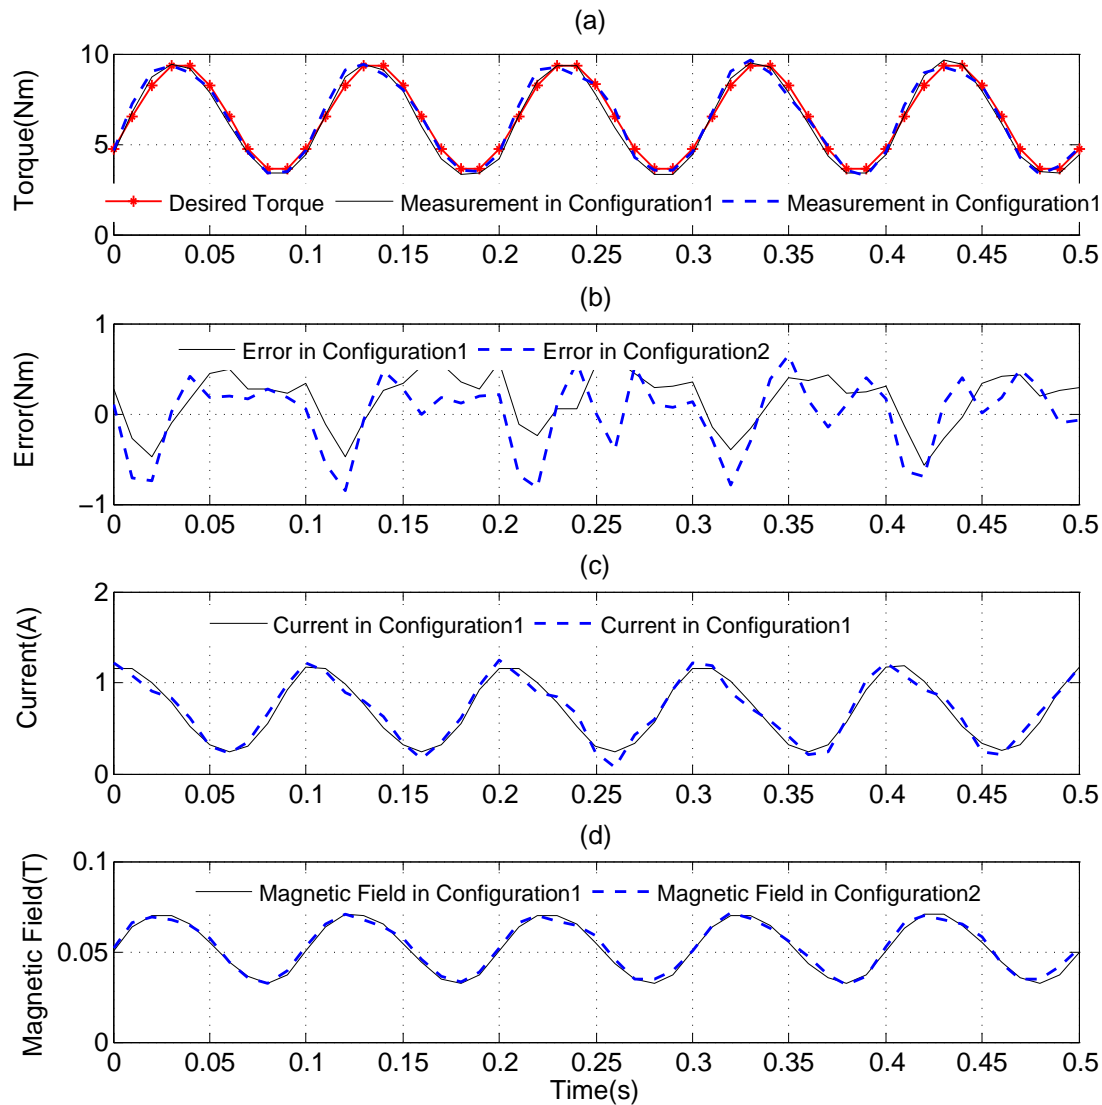 (a)
10
5
0
Torque(Nm)
Desired Torque Measurement in Configuration1 Measurement in Configuration1
0 0.05 0.1 0.15 0.2 0.25 0.3 0.35 0.4 0.45 0.5
(b)
1
0
−1
Error(Nm)
Error in Configuration1 Error in Configuration2
0 0.05 0.1 0.15 0.2 0.25 0.3 0.35 0.4 0.45 0.5
(c)
2
1
0
Current(A)
Current in Configuration1 Current in Configuration1
0 0.05 0.1 0.15 0.2 0.25 0.3 0.35 0.4 0.45 0.5
(d)
0.1
0.05
0
Magnetic Field(T)
Magnetic Field in Configuration1 Magnetic Field in Configuration2
0 0.05 0.1 0.15 0.2 0.25 0.3 0.35 0.4 0.45 0.5
Time(s)